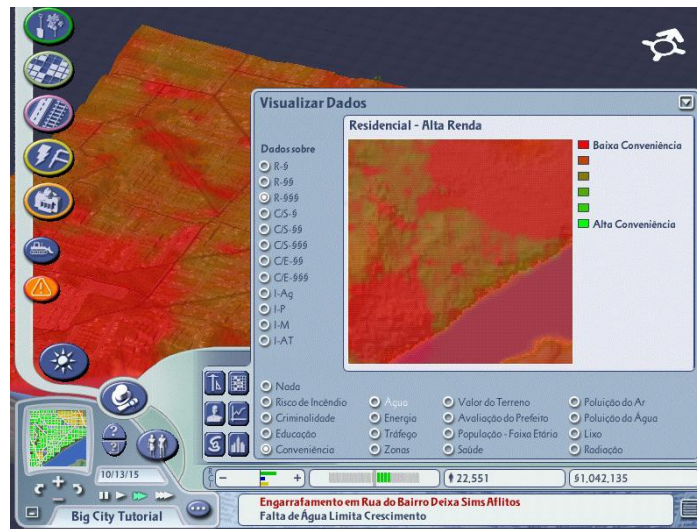 Visualizar Dados
Residencial - Alta Renda
Baixa Conveniência
Alta Conveniência
Dados sobre
R-§
R-§§
R-§§§
C/S-§
C/S-§§
C/S-§§§
C/E-§§
C/E-§§§
I-Ag
I-P
I-M
I-AT
Nada
Risco de Incêndio
Criminalidade
Educação
Conveniência
Água
Energia
Tráfego
Zonas
Valor do Terreno
Avaliação do Prefeito
População - Faixa Etária
Saúde
Poluição do Ar
Poluição da Água
Lixo
Radiação
10/13/15
22,551
§1,042,135
Big City Tutorial
Engarrafamento em Rua do Bairro Deixa Sims Aflitos
Falta de Água Limita Crescimento